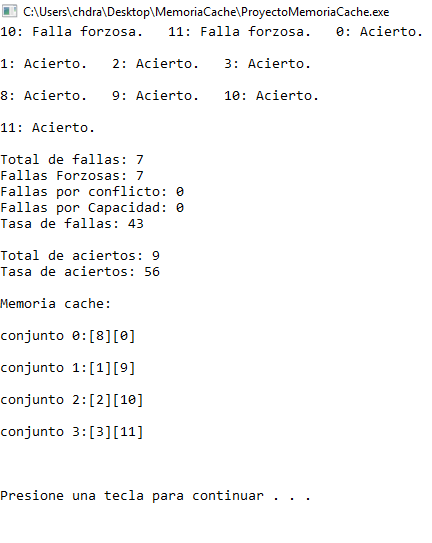 C:\Users\chdra\Desktop\MemoriaCache\ProyectoMemoriaCache.exe
10: Falla forzosa.   11: Falla forzosa.   0: Acierto.
1: Acierto.   2: Acierto.   3: Acierto.
8: Acierto.   9: Acierto.   10: Acierto.
11: Acierto.
Total de fallas: 7
Fallas Forzosas: 7
Fallas por conflicto: 0
Fallas por Capacidad: 0
Tasa de fallas: 43
Total de aciertos: 9
Tasa de aciertos: 56
Memoria cache:
conjunto 0:[8][0]
conjunto 1:[1][9]
conjunto 2:[2][10]
conjunto 3:[3][11]
Presione una tecla para continuar . . .